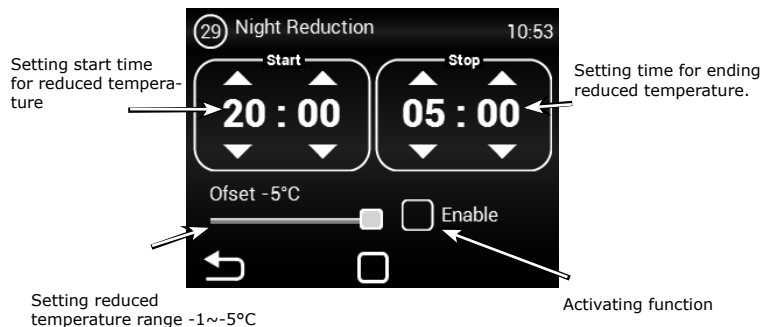 29 Night Reduction 10:53
Setting start time
for reduced tempera-
ture
Start
20 : 00
Stop
05 : 00
Setting time for ending
reduced temperature.
Ofset -5°C
Enable
Setting reduced
temperature range -1~-5°C
Activating function